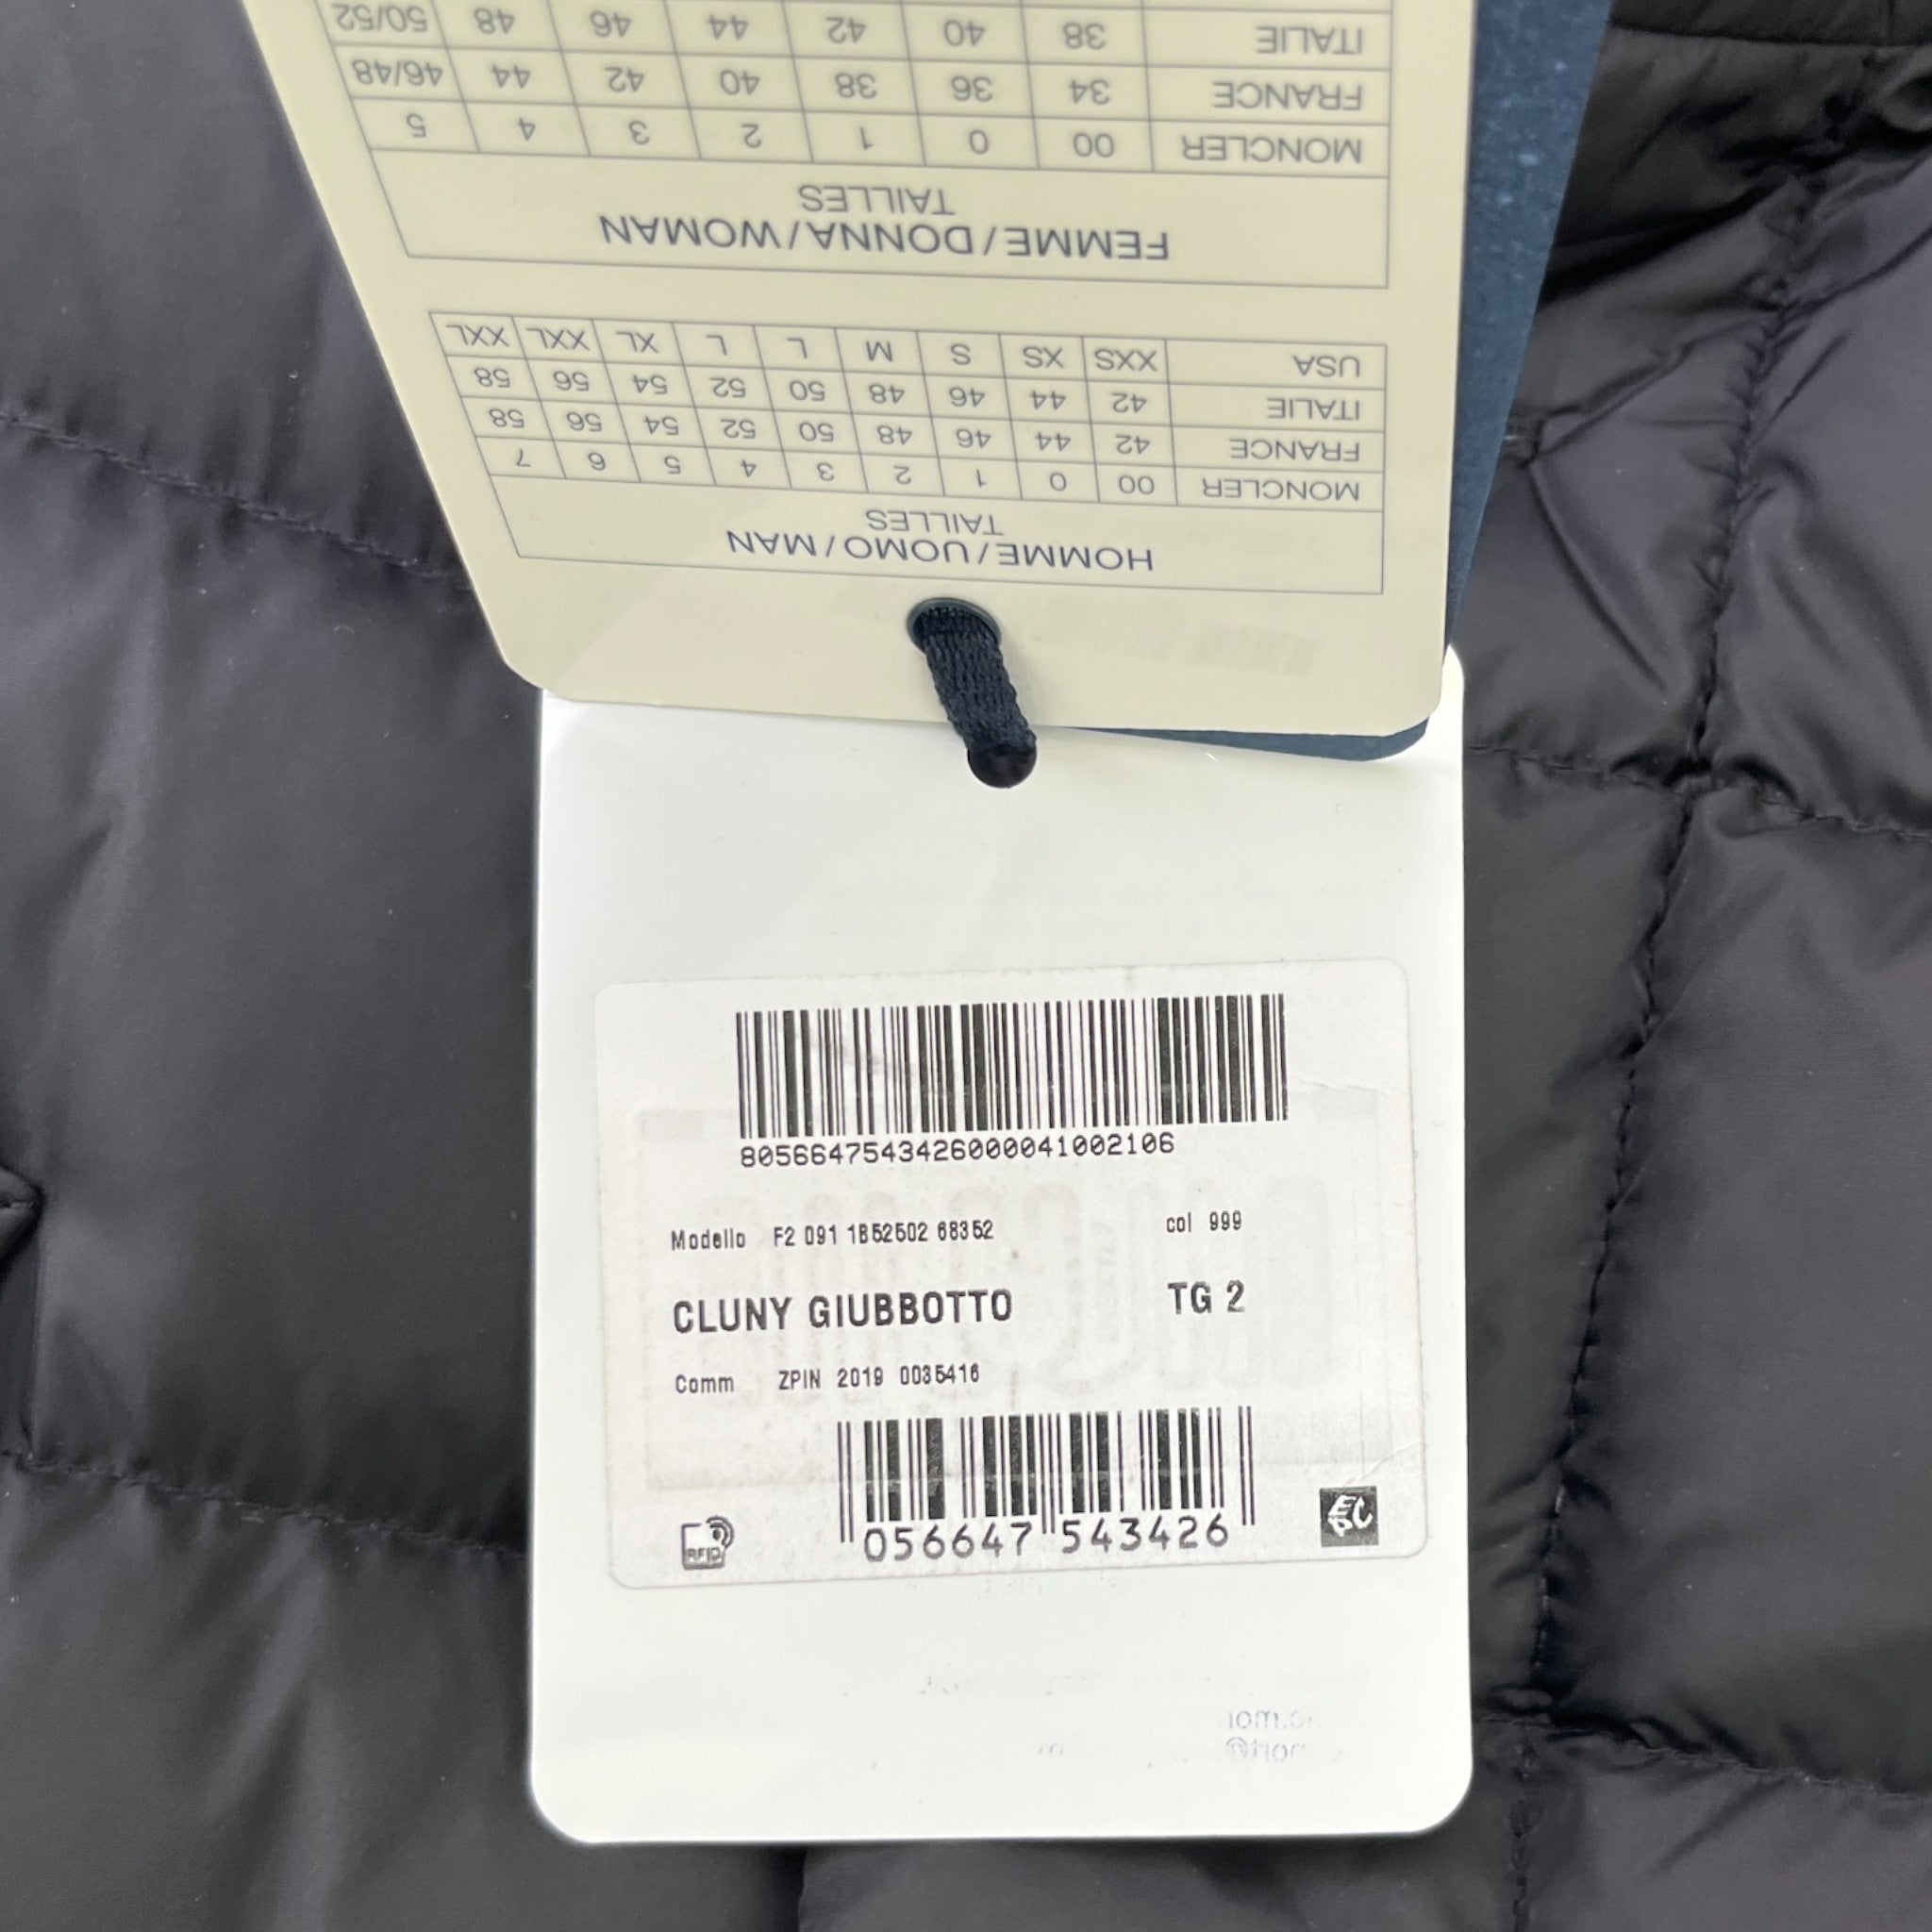 ITALIE 38 40 42 44 46 48 50/52
FRANCE 34 36 38 40 42 44 46/48
MONCLER 00 0 1 2 3 4 5
FEMME/DONNA/WOMAN
TAILLES
USA XXS XS S M L L XL XXL XXL
ITALIE 42 44 46 48 50 52 54 56 58
FRANCE 42 44 46 48 50 52 54 56 58
MONCLER 00 0 1 2 3 4 5 6 7
HOMME/UOMO/MAN
TAILLES
8056647543426000041002106
Modello F2 091 1B52502 68352 col 999
CLUNY GIUBBOTTO TG 2
Comm ZPIN 2019 0035416
RFID
056647 543426